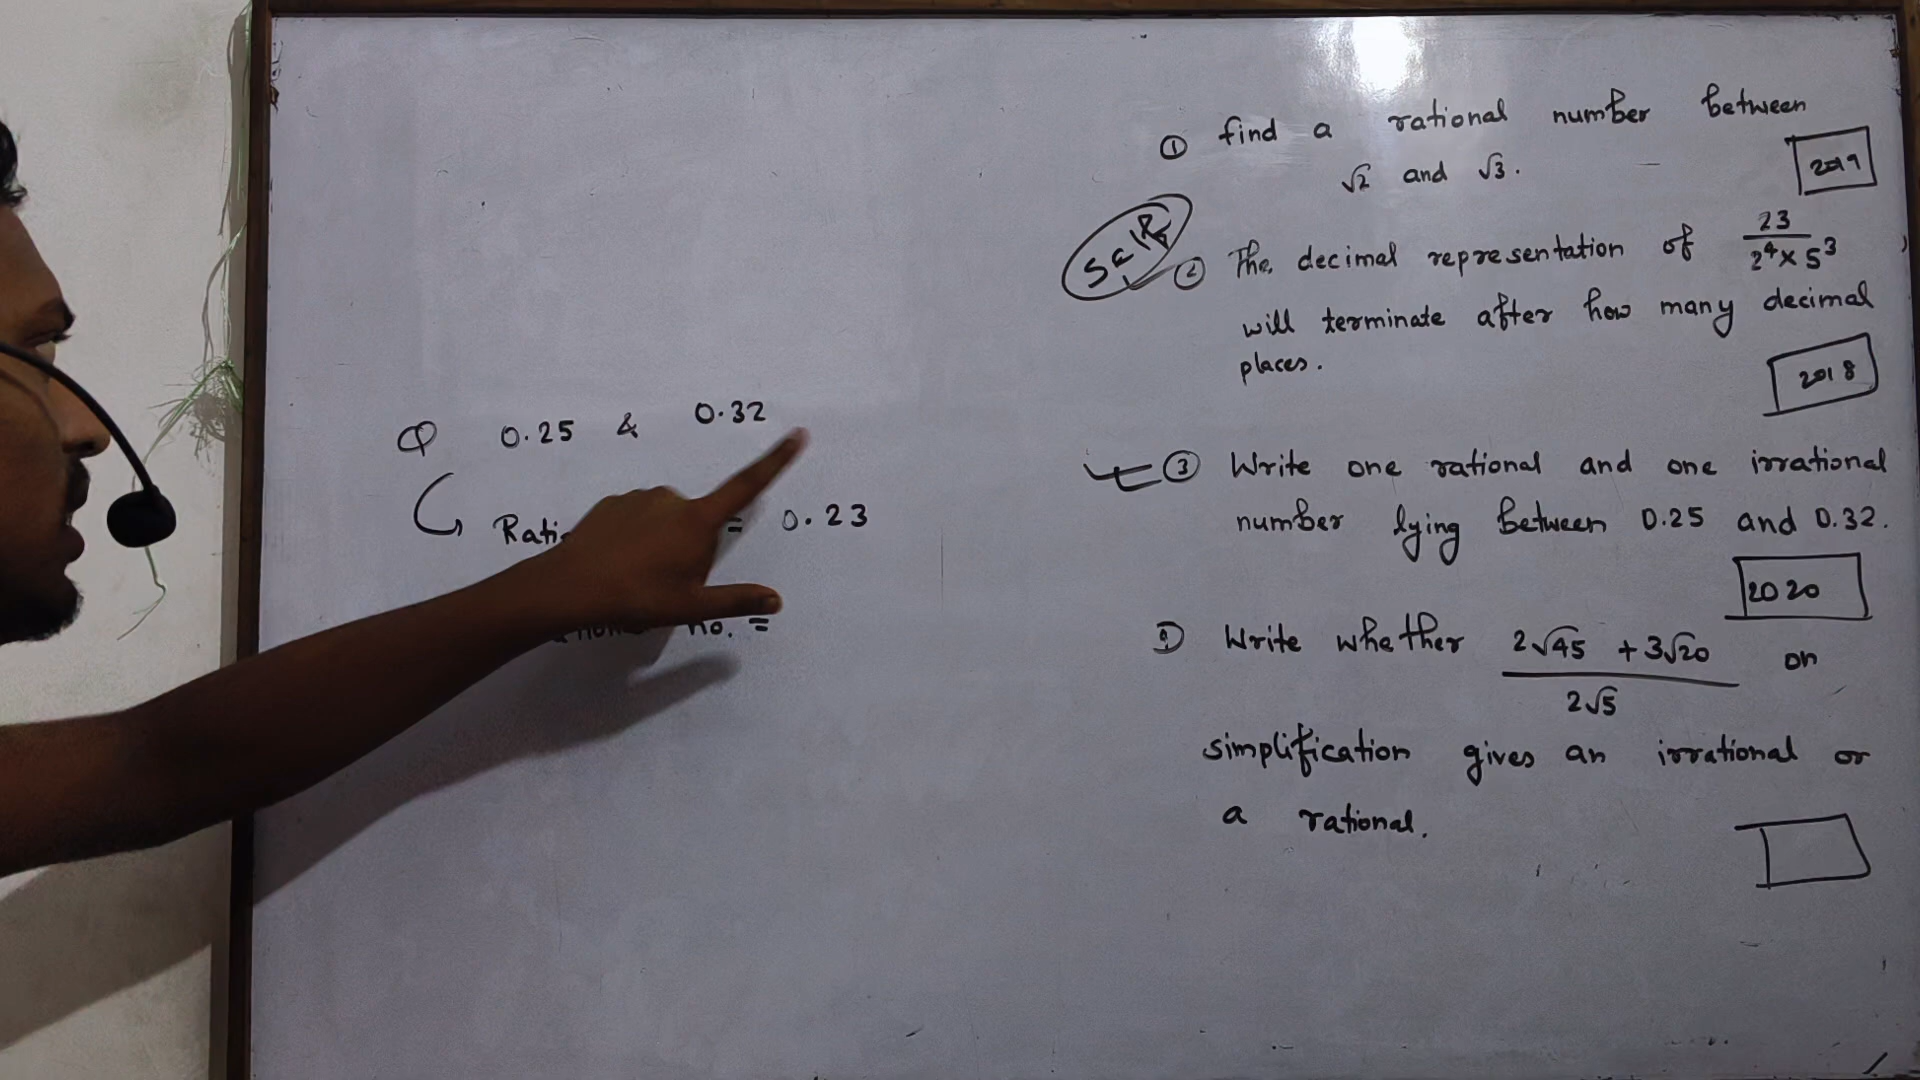 Q 0.25 & 0.32
= 0.23
no. =
① find a rational number between
√2 and √3.
2019
Self
② The decimal representation of 23/2⁴×5³,
will terminate after how many decimal
places.
2018
③ Write one rational and one irrational
number lying between 0.25 and 0.32.
2020
Write whether 2√45 + 3√20 / 2√5 on
simplification gives an irrational or
a rational.